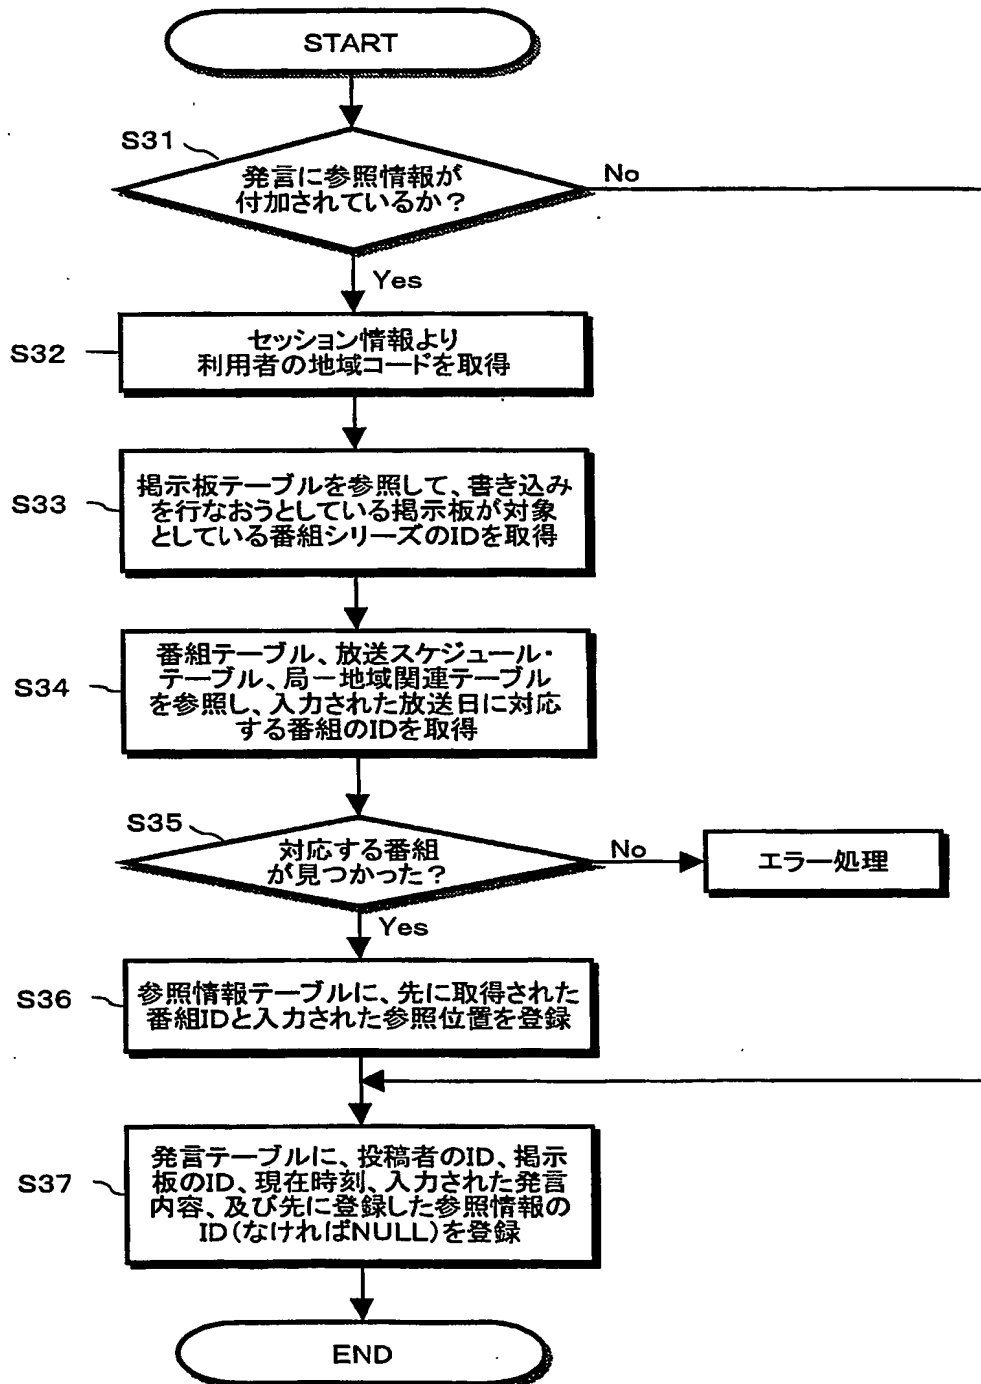 START
S31
発言に参照情報が
付加されているか?
No
Yes
S32
セッション情報より
利用者の地域コードを取得
S33
掲示板テーブルを参照して、書き込み
を行なおうとしている掲示板が対象
としている番組シリーズのIDを取得
S34
番組テーブル、放送スケジュール・
テーブル、局ー地域関連テーブル
を参照し、入力された放送日に対応
する番組のIDを取得
S35
対応する番組
が見つかった?
No
エラー処理
Yes
S36
参照情報テーブルに、先に取得された
番組IDと入力された参照位置を登録
S37
発言テーブルに、投稿者のID、掲示
板のID、現在時刻、入力された発言
内容、及び先に登録した参照情報の
ID(なければNULL)を登録
END